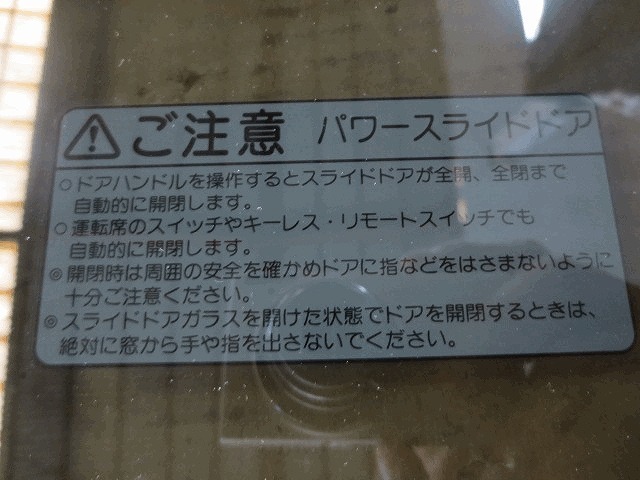 ご注意 パワースライドドア
○ドアハンドルを操作するとスライドドアが全開、全閉まで
自動的に開閉します。
○運転席のスイッチやキーレス・リモートスイッチでも
自動的に開閉します。
◎開閉時は周囲の安全を確かめドアに指などをはさまないように
十分ご注意ください。
◎スライドドアガラスを開けた状態でドアを開閉するときは、
絶対に窓から手や指を出さないでください。